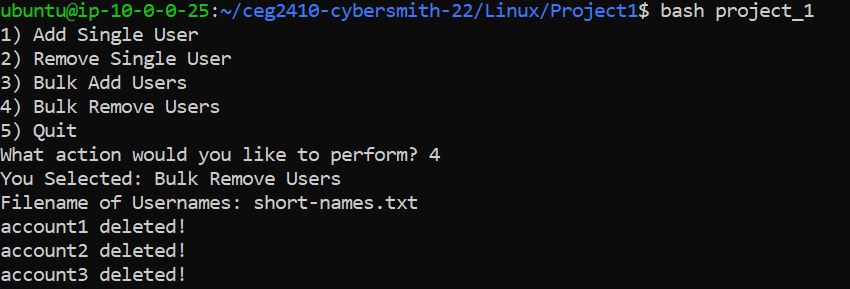 ubuntu@ip-10-0-0-25:~/ceg2410-cybersmith-22/Linux/Project1$ bash project_1
1) Add Single User
2) Remove Single User
3) Bulk Add Users
4) Bulk Remove Users
5) Quit
What action would you like to perform? 4
You Selected: Bulk Remove Users
Filename of Usernames: short-names.txt
account1 deleted!
account2 deleted!
account3 deleted!